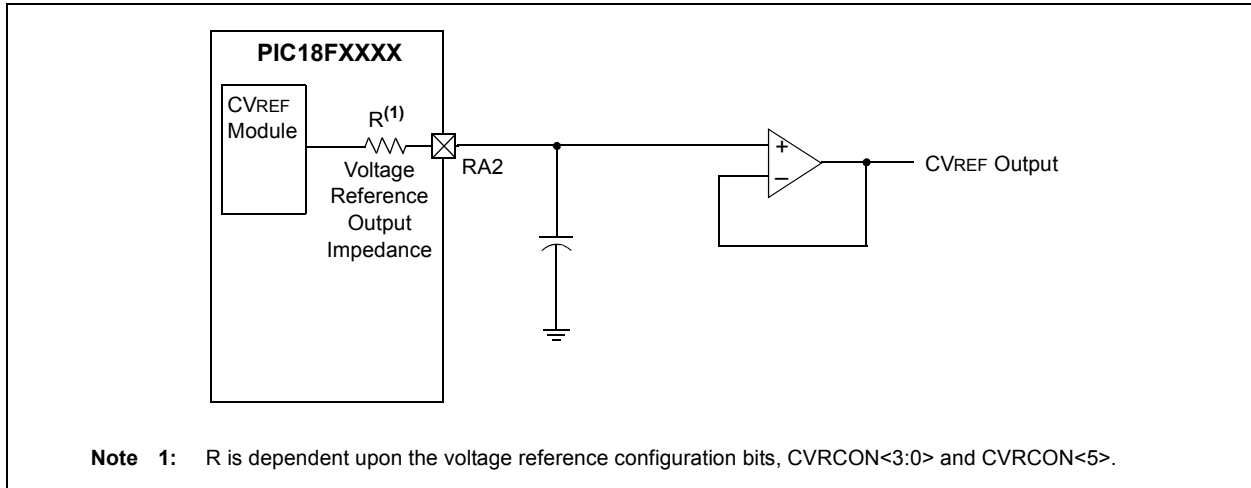 PIC18FXXXX
CVREF
Module
R(1)
Voltage
Reference
Output
Impedance
RA2
+
–
CVREF Output
Note 1: R is dependent upon the voltage reference configuration bits, CVRCON<3:0> and CVRCON<5>.